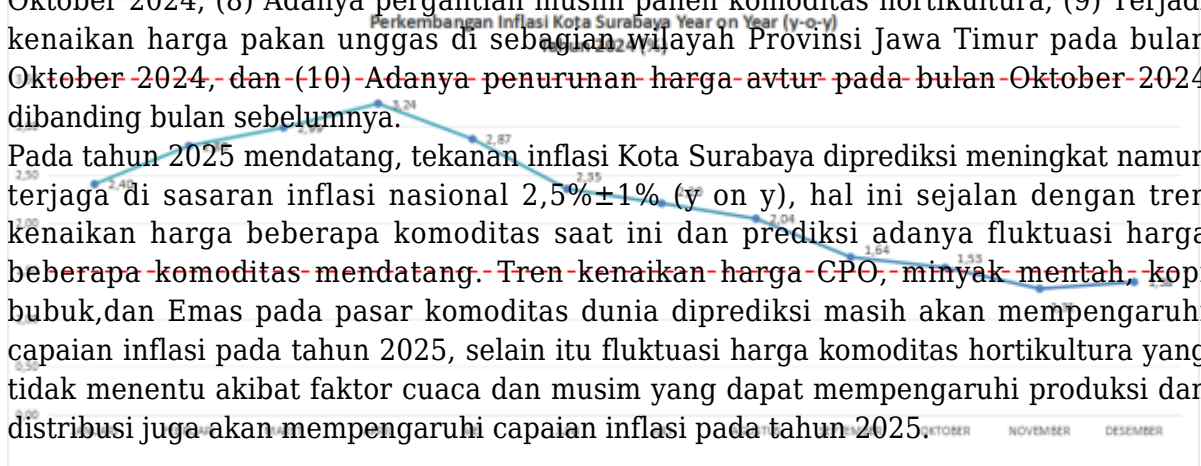 Oktober 2024, (8) Adanya pergantian musim panen komoditas hortikultura, (9) Terjadi
Perkembangan Inflasi Kota Surabaya Year on Year (y-o-y)
kenaikan harga pakan unggas di sebagian wilayah Provinsi Jawa Timur pada bulan
Tahun 2024 (%)
Oktober 2024, dan (10) Adanya penurunan harga avtur pada bulan Oktober 2024
dibanding bulan sebelumnya.
Pada tahun 2025 mendatang, tekanan inflasi Kota Surabaya diprediksi meningkat namun
terjaga di sasaran inflasi nasional 2,5%±1% (y on y), hal ini sejalan dengan tren
kenaikan harga beberapa komoditas saat ini dan prediksi adanya fluktuasi harga
beberapa komoditas mendatang. Tren kenaikan harga CPO, minyak mentah, kopi
bubuk,dan Emas pada pasar komoditas dunia diprediksi masih akan mempengaruhi
capaian inflasi pada tahun 2025, selain itu fluktuasi harga komoditas hortikultura yang
tidak menentu akibat faktor cuaca dan musim yang dapat mempengaruhi produksi dan
distribusi juga akan mempengaruhi capaian inflasi pada tahun 2025.
3,24
2,87
2,50
2,40
2,35
2,04
1,64
1,53
OKTOBER NOVEMBER DESEMBER